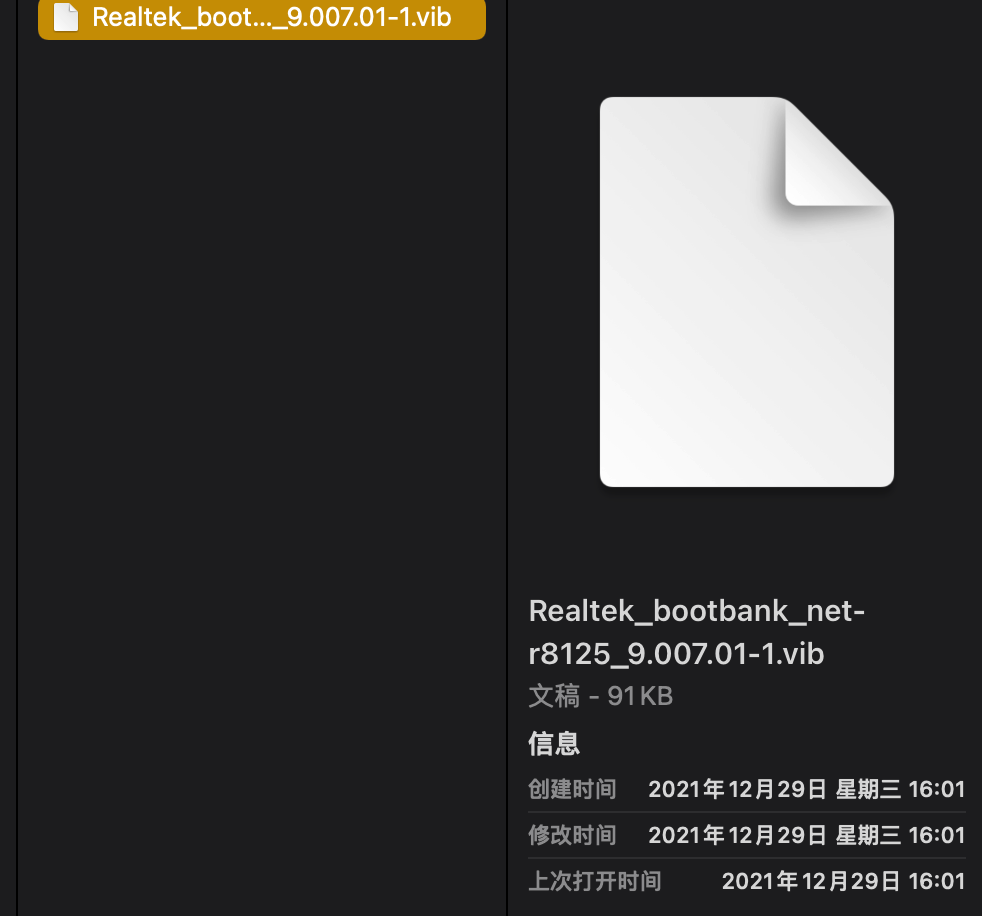 Realtek_boot..._9.007.01-1.vib
Realtek_bootbank_net-
r8125_9.007.01-1.vib
文稿 - 91 KB
信息
创建时间 2021年12月29日 星期三 16:01
修改时间 2021年12月29日 星期三 16:01
上次打开时间 2021年12月29日 16:01